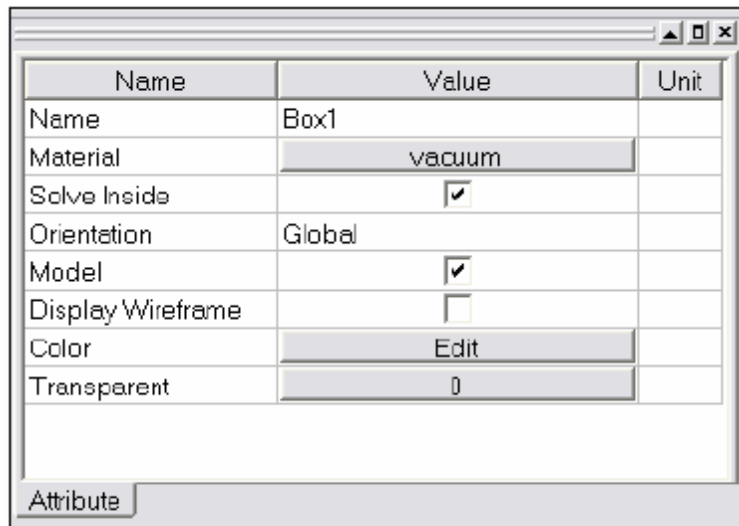 Name Value Unit
Name Box1
Material vacuum
Solve Inside
Orientation Global
Model
Display Wireframe
Color Edit
Transparent 0
Attribute